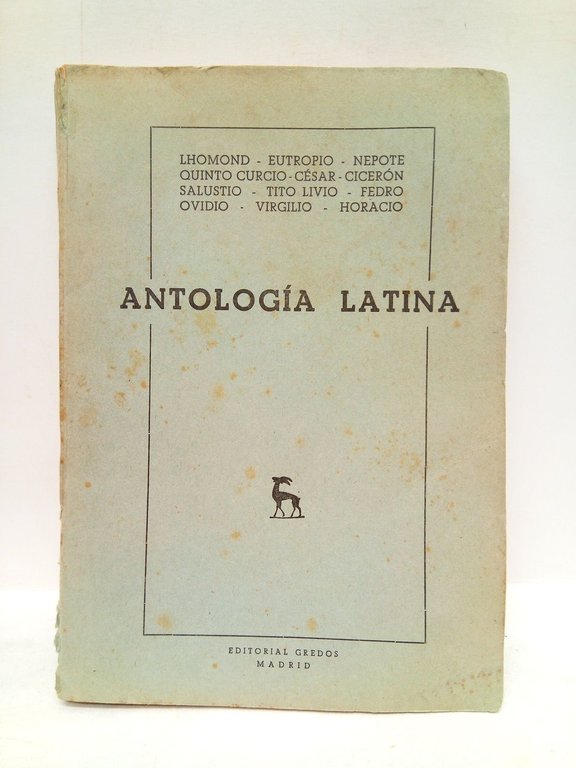 LHOMOND - EUTROPIO - NEPOTE
QUINTO CURCIO - CÉSAR - CICERÓN
SALUSTIO - TITO LIVIO - FEDRO
OVIDIO - VIRGILIO - HORACIO
ANTOLOGÍA LATINA
EDITORIAL GREDOS
MADRID